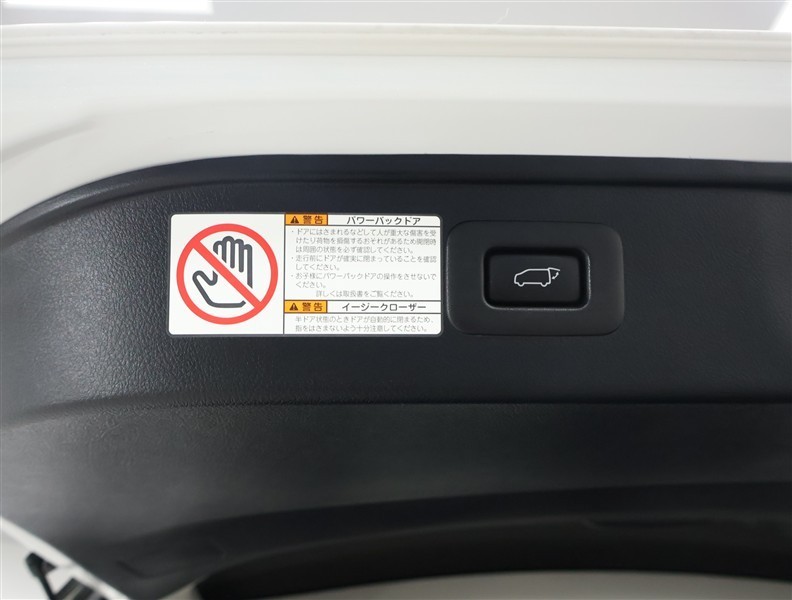 警告 パワーバックドア
・ドアにはさまれるなどして人が重大な傷害を受
けたり荷物を損傷するおそれがあるため開閉時
は周囲の状態を必ず確認してください。
・走行前にドアが確実に閉まっていることを確認
してください。
・お子様にパワーバックドアの操作をさせないで
ください。
詳しくは取扱書をご覧ください。
警告 イージークローザー
半ドア状態のときドアが自動的に閉まるため、
指をはさまないよう十分注意してください。